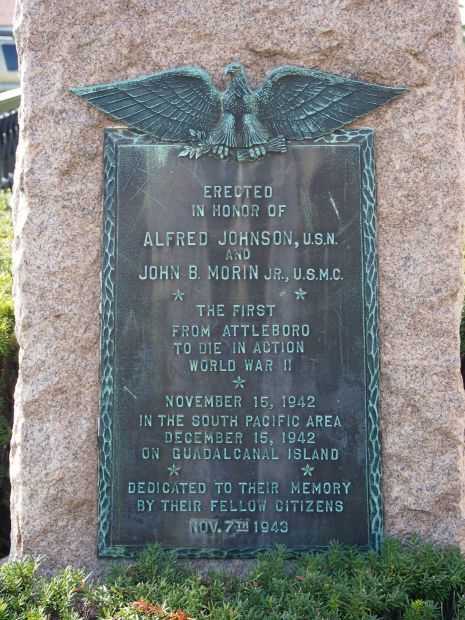 ERECTED
IN HONOR OF
ALFRED JOHNSON, U.S.N.
AND
JOHN B. MORIN JR., U.S.M.C.
THE FIRST
FROM ATTLEBORO
TO DIE IN ACTION
WORLD WAR II
NOVEMBER 15, 1942
IN THE SOUTH PACIFIC AREA
DECEMBER 15, 1942
ON GUADALCANAL ISLAND
DEDICATED TO THEIR MEMORY
BY THEIR FELLOW CITIZENS
NOV. 7TH 1943